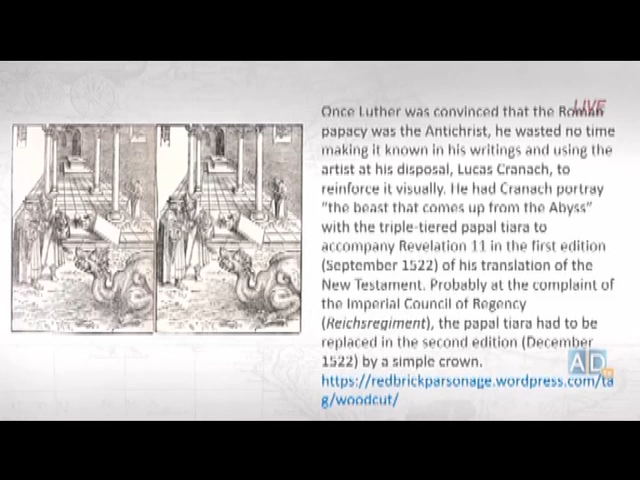 LIVE
Once Luther was convinced that the Roman
papacy was the Antichrist, he wasted no time
making it known in his writings and using the
artist at his disposal, Lucas Cranach, to
reinforce it visually. He had Cranach portray
"the beast that comes up from the Abyss"
with the triple-tiered papal tiara to
accompany Revelation 11 in the first edition
(September 1522) of his translation of the
New Testament. Probably at the complaint of
the Imperial Council of Regency
(Reichsregiment), the papal tiara had to be
replaced in the second edition (December
1522) by a simple crown.
https://redbrickparsonage.wordpress.com/ta
g/woodcut/
AD
TV